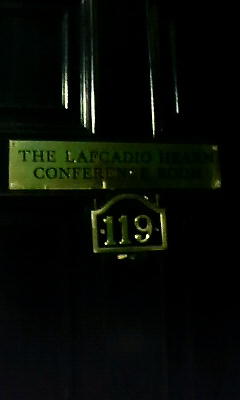 THE LAFCADIO HEARN
CONFERENCE ROOM
119